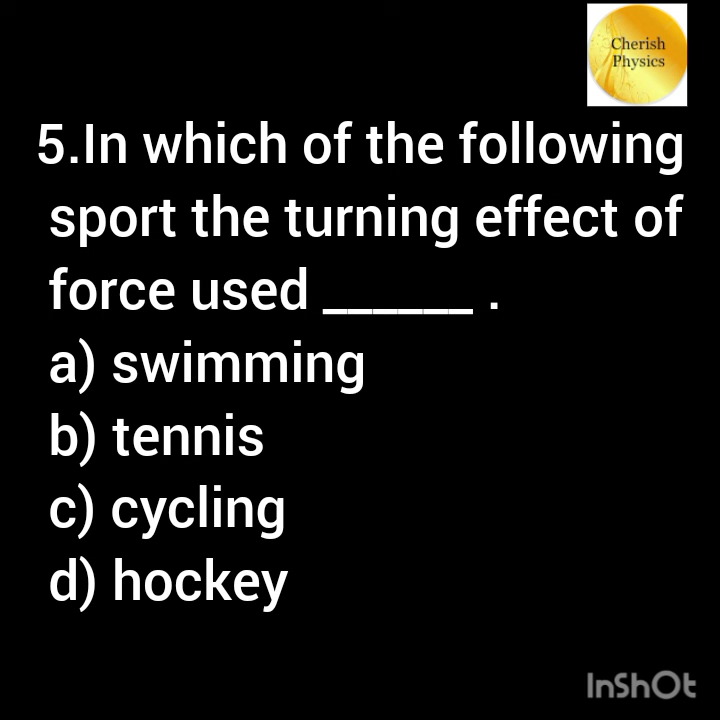 Cherish
Physics
5.In which of the following
sport the turning effect of
force used ______ .
a) swimming
b) tennis
c) cycling
d) hockey
InShOt